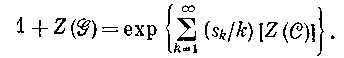 1 + Z(𝒢) = exp { ∑_{k=1}^{∞} (s_k/k) [Z(𝒞)] } .